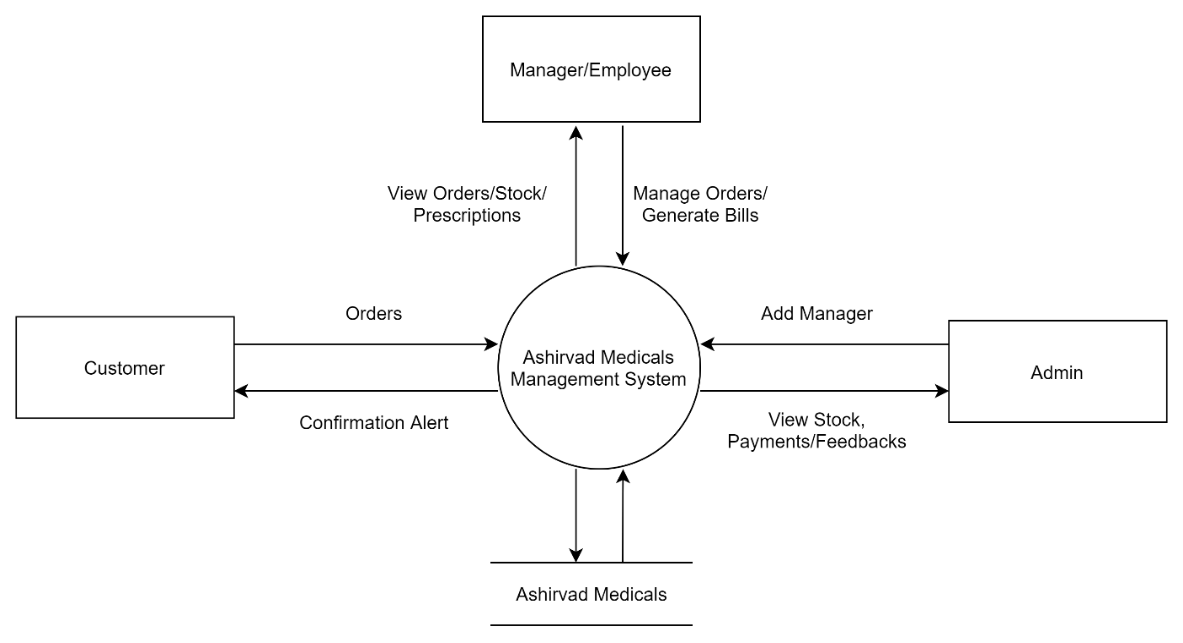 Manager/Employee
View Orders/Stock/
Prescriptions
Manage Orders/
Generate Bills
Orders
Add Manager
Customer
Ashirvad Medicals
Management System
Admin
Confirmation Alert
View Stock,
Payments/Feedbacks
Ashirvad Medicals